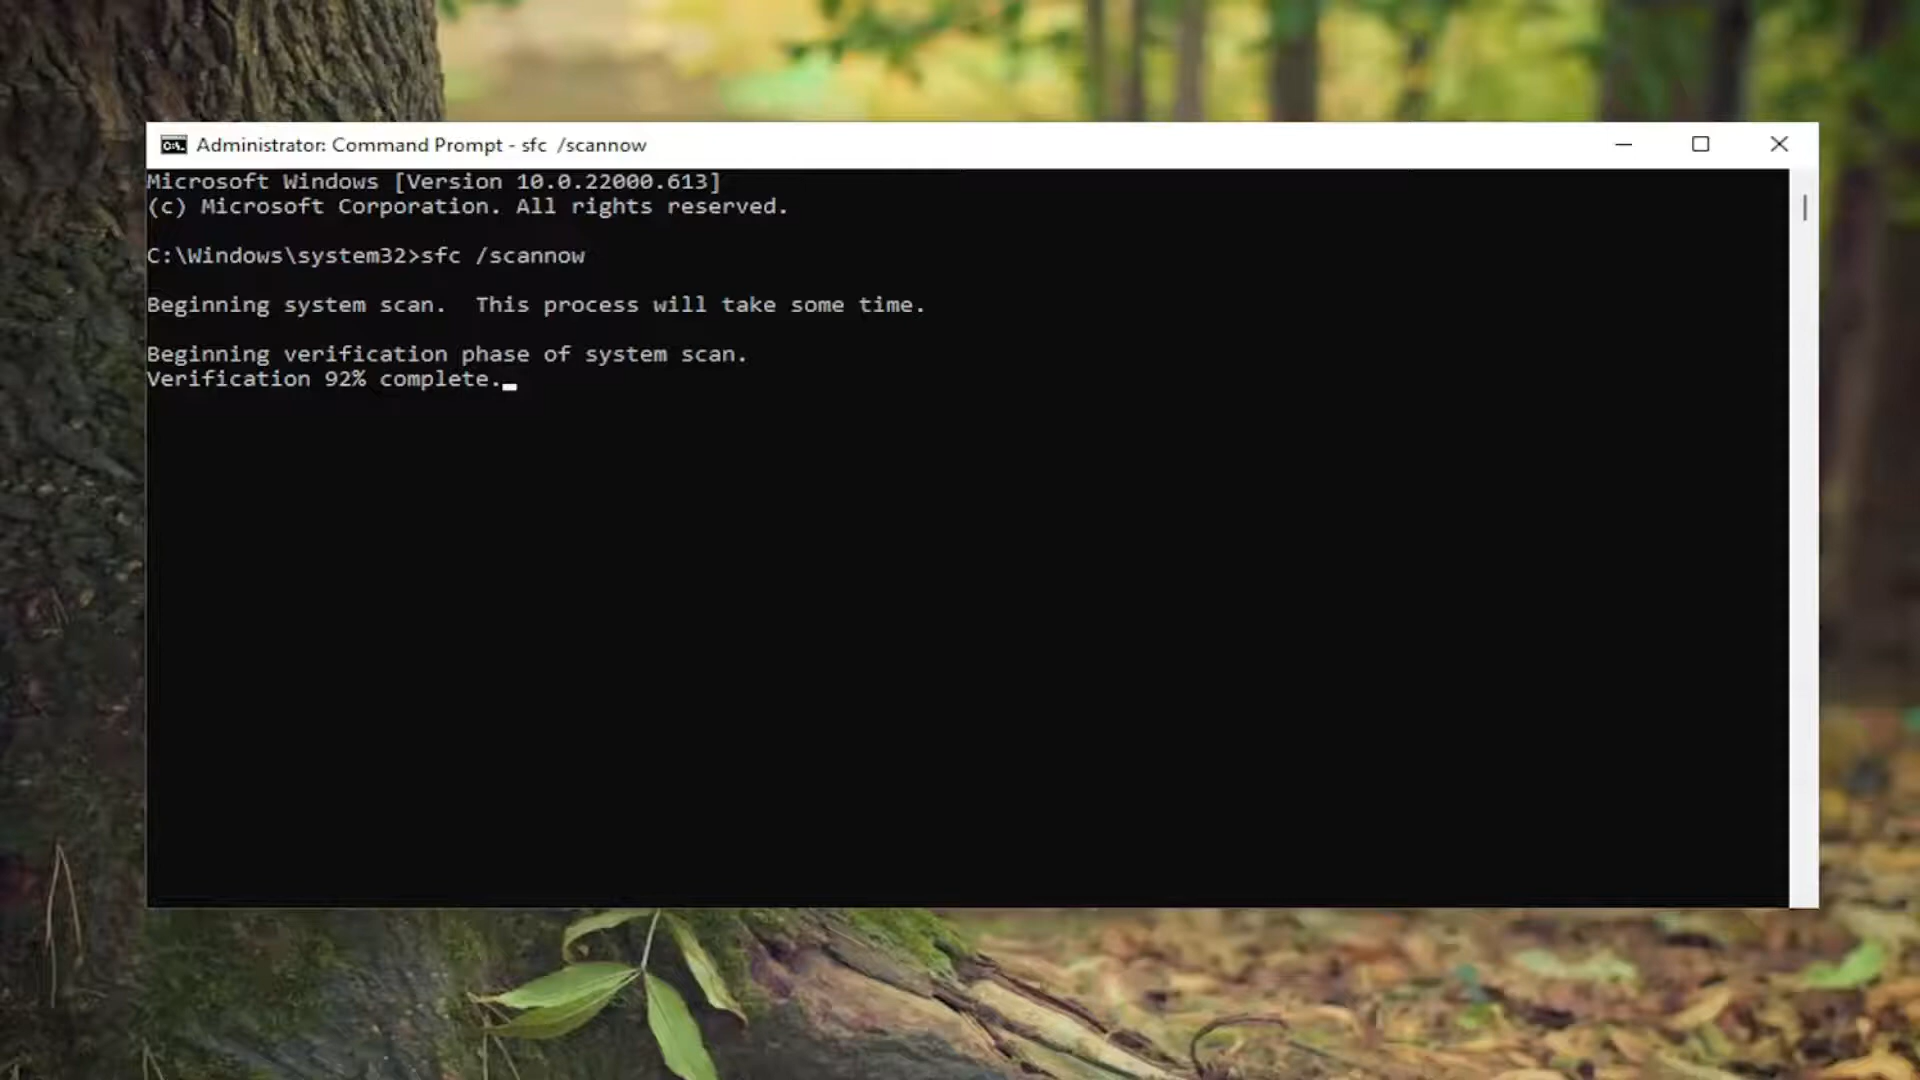 Administrator: Command Prompt - sfc  /scannow
Microsoft Windows [Version 10.0.22000.613]
(c) Microsoft Corporation. All rights reserved.
C:\Windows\system32>sfc /scannow
Beginning system scan.  This process will take some time.
Beginning verification phase of system scan.
Verification 92% complete.